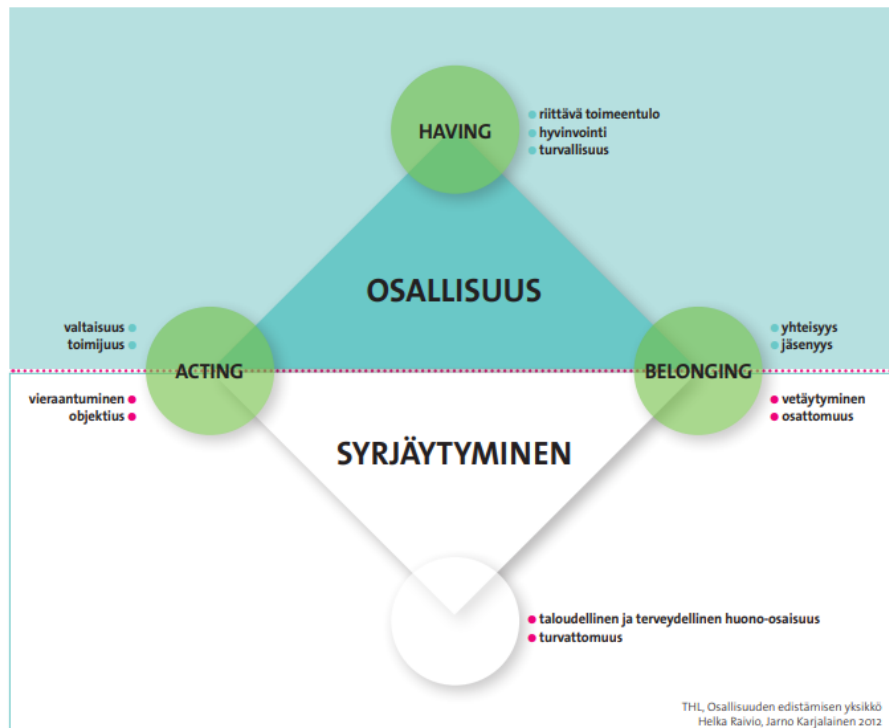 HAVING
riittävä toimeentulo
hyvinvointi
turvallisuus
OSALLISUUS
valtaisuus
toimijuus
ACTING
BELONGING
yhteisyys
jäsenyys
vieraantuminen
objektius
vetäytyminen
osattomuus
SYRJÄYTYMINEN
taloudellinen ja terveydellinen huono-osaisuus
turvattomuus
THL, Osallisuuden edistämisen yksikkö
Helka Raivio, Jarno Karjalainen 2012